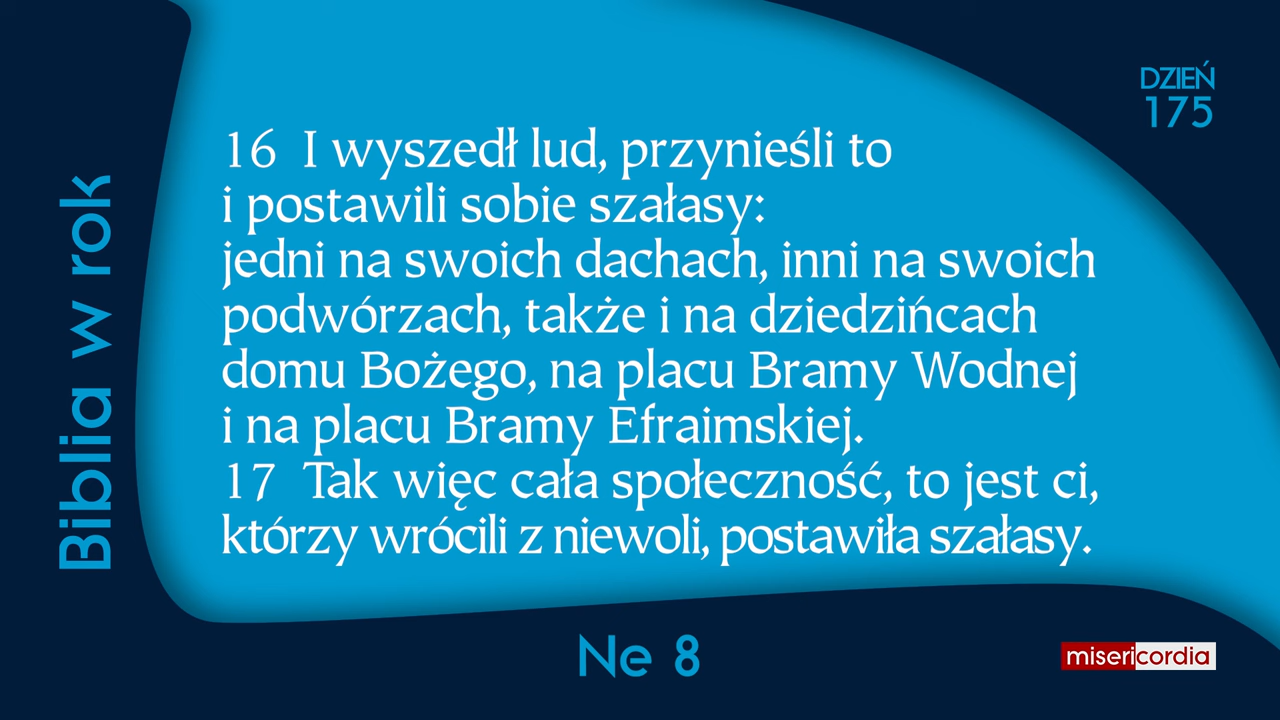 DZIEŃ
175
16 I wyszedł lud, przynieśli to
i postawili sobie szałasy:
jedni na swoich dachach, inni na swoich
podwórzach, także i na dziedzińcach
domu Bożego, na placu Bramy Wodnej
i na placu Bramy Efraimskiej.
17 Tak więc cała społeczność, to jest ci,
którzy wrócili z niewoli, postawiła szałasy.
Biblia w rok
Ne 8
misericordia